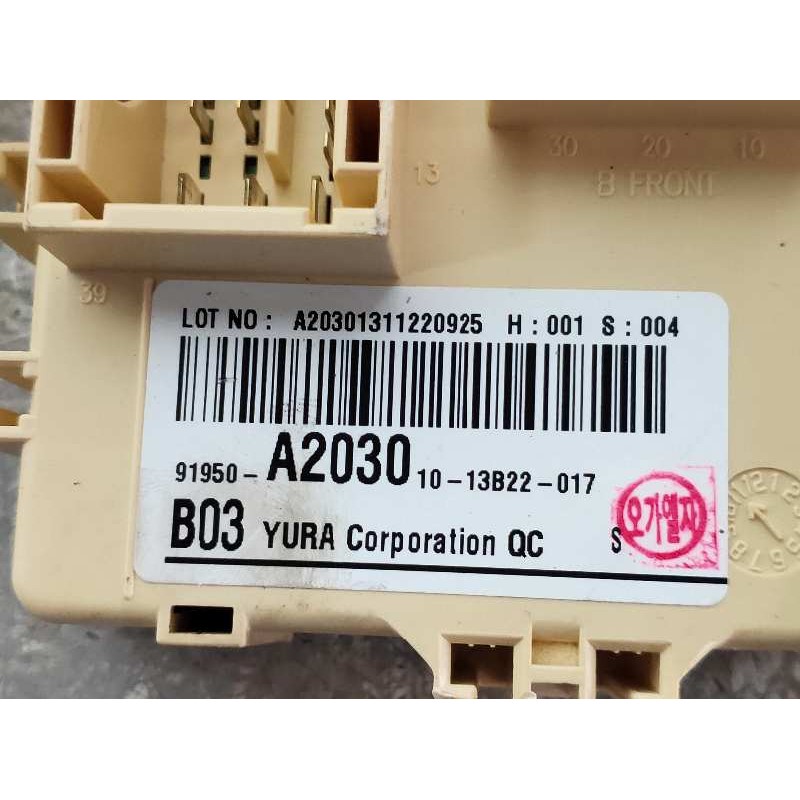 30 20 10
13 B FRONT
39
LOT NO : A20301311220925 H : 001 S : 004
91950- A2030 10-13B22-017
B03 YURA Corporation QC S
오가엘지